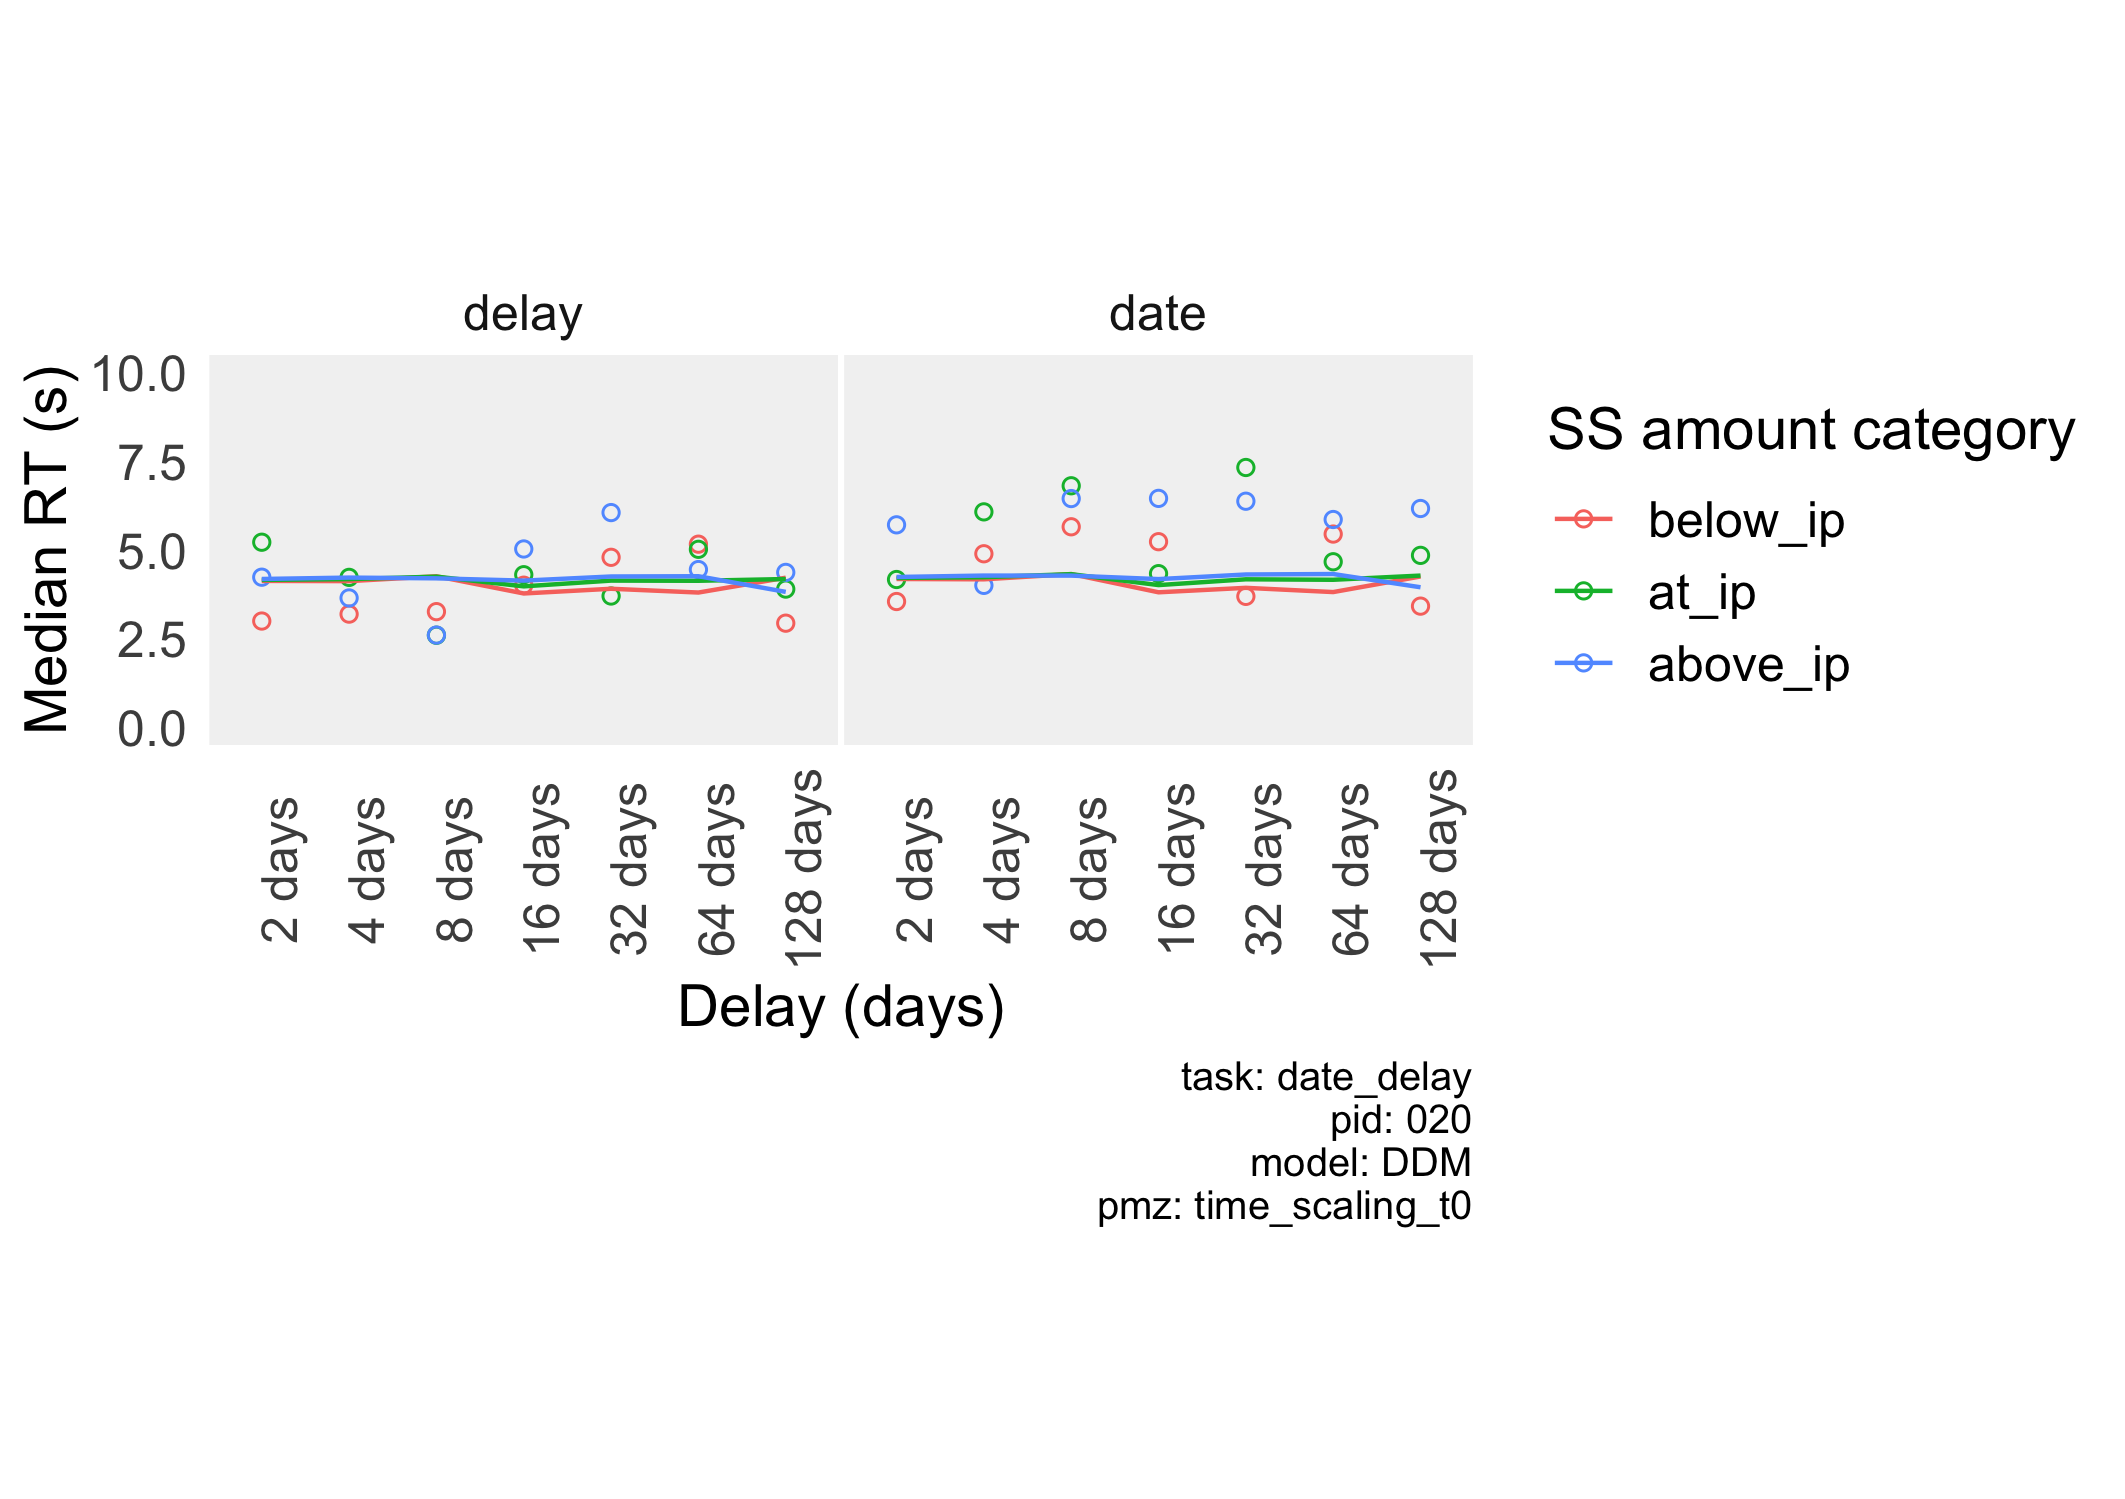 delay
date
Median RT (s)
10.0
7.5
5.0
2.5
0.0
2 days
4 days
8 days
16 days
32 days
64 days
128 days
2 days
4 days
8 days
16 days
32 days
64 days
128 days
Delay (days)
SS amount category
below_ip
at_ip
above_ip
task: date_delay
pid: 020
model: DDM
pmz: time_scaling_t0